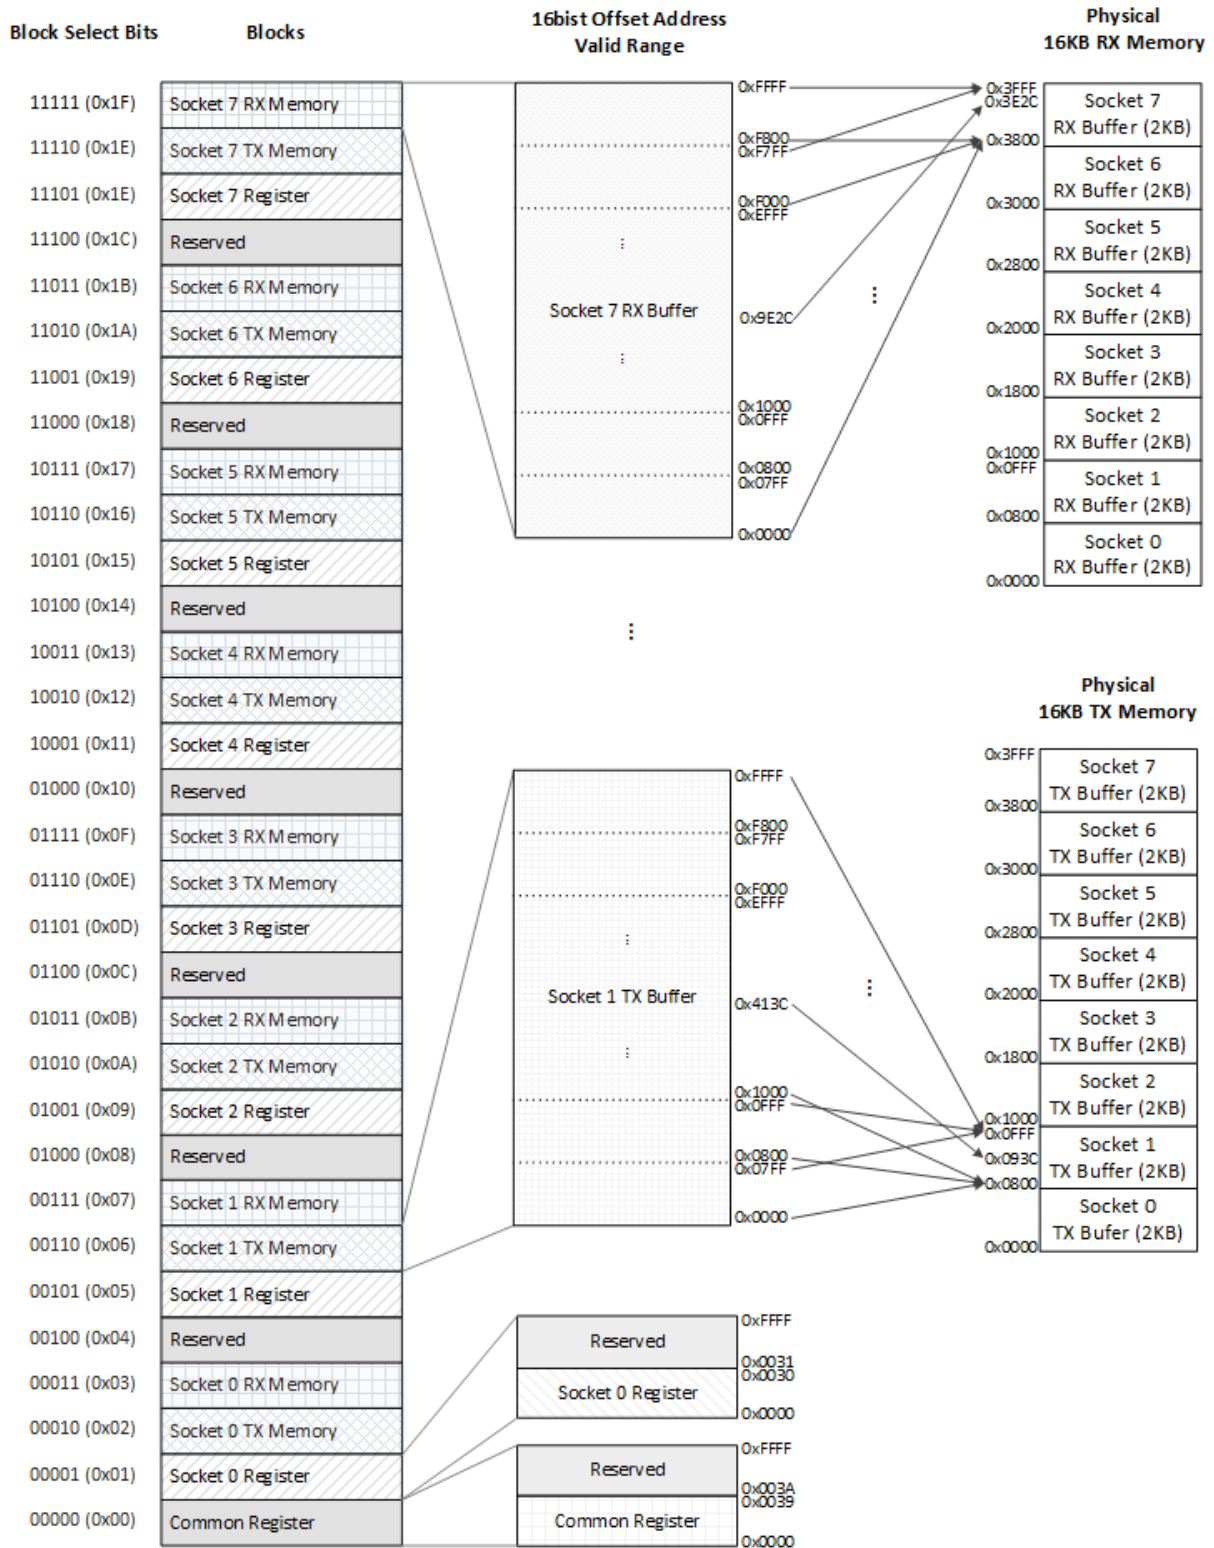 Block Select Bits
Blocks
16bist Offset Address
Valid Range
Physical
16KB RX Memory
11111 (0x1F)
Socket 7 RX Memory
11110 (0x1E)
Socket 7 TX Memory
11101 (0x1E)
Socket 7 Register
11100 (0x1C)
Reserved
11011 (0x1B)
Socket 6 RX Memory
11010 (0x1A)
Socket 6 TX Memory
11001 (0x19)
Socket 6 Register
11000 (0x18)
Reserved
10111 (0x17)
Socket 5 RX Memory
10110 (0x16)
Socket 5 TX Memory
10101 (0x15)
Socket 5 Register
10100 (0x14)
Reserved
10011 (0x13)
Socket 4 RX Memory
10010 (0x12)
Socket 4 TX Memory
10001 (0x11)
Socket 4 Register
01000 (0x10)
Reserved
01111 (0x0F)
Socket 3 RX Memory
01110 (0x0E)
Socket 3 TX Memory
01101 (0x0D)
Socket 3 Register
01100 (0x0C)
Reserved
01011 (0x0B)
Socket 2 RX Memory
01010 (0x0A)
Socket 2 TX Memory
01001 (0x09)
Socket 2 Register
01000 (0x08)
Reserved
00111 (0x07)
Socket 1 RX Memory
00110 (0x06)
Socket 1 TX Memory
00101 (0x05)
Socket 1 Register
00100 (0x04)
Reserved
00011 (0x03)
Socket 0 RX Memory
00010 (0x02)
Socket 0 TX Memory
00001 (0x01)
Socket 0 Register
00000 (0x00)
Common Register
0xFFFF
0xF800
0xF7FF
0xF000
0xEFFF
Socket 7 RX Buffer
0x9E2C
0x1000
0x0FFF
0x0800
0x07FF
0x0000
0x3FFF
0x3E2C
Socket 7
RX Buffer (2KB)
0x3800
Socket 6
RX Buffer (2KB)
0x3000
Socket 5
RX Buffer (2KB)
0x2800
Socket 4
RX Buffer (2KB)
0x2000
Socket 3
RX Buffer (2KB)
0x1800
Socket 2
RX Buffer (2KB)
0x1000
0x0FFF
Socket 1
RX Buffer (2KB)
0x0800
Socket 0
RX Buffer (2KB)
0x0000
0xFFFF
0xF800
0xF7FF
0xF000
0xEFFF
Socket 1 TX Buffer
0x413C
0x1000
0x0FFF
0x0800
0x07FF
0x0000
Physical
16KB TX Memory
0x3FFF
Socket 7
TX Buffer (2KB)
0x3800
Socket 6
TX Buffer (2KB)
0x3000
Socket 5
TX Buffer (2KB)
0x2800
Socket 4
TX Buffer (2KB)
0x2000
Socket 3
TX Buffer (2KB)
0x1800
Socket 2
TX Buffer (2KB)
0x1000
0x0FFF
Socket 1
0x093C
TX Buffer (2KB)
0x0800
Socket 0
TX Bufer (2KB)
0x0000
0xFFFF
Reserved
0x0031
0x0030
Socket 0 Register
0x0000
0xFFFF
Reserved
0x003A
0x0039
Common Register
0x0000